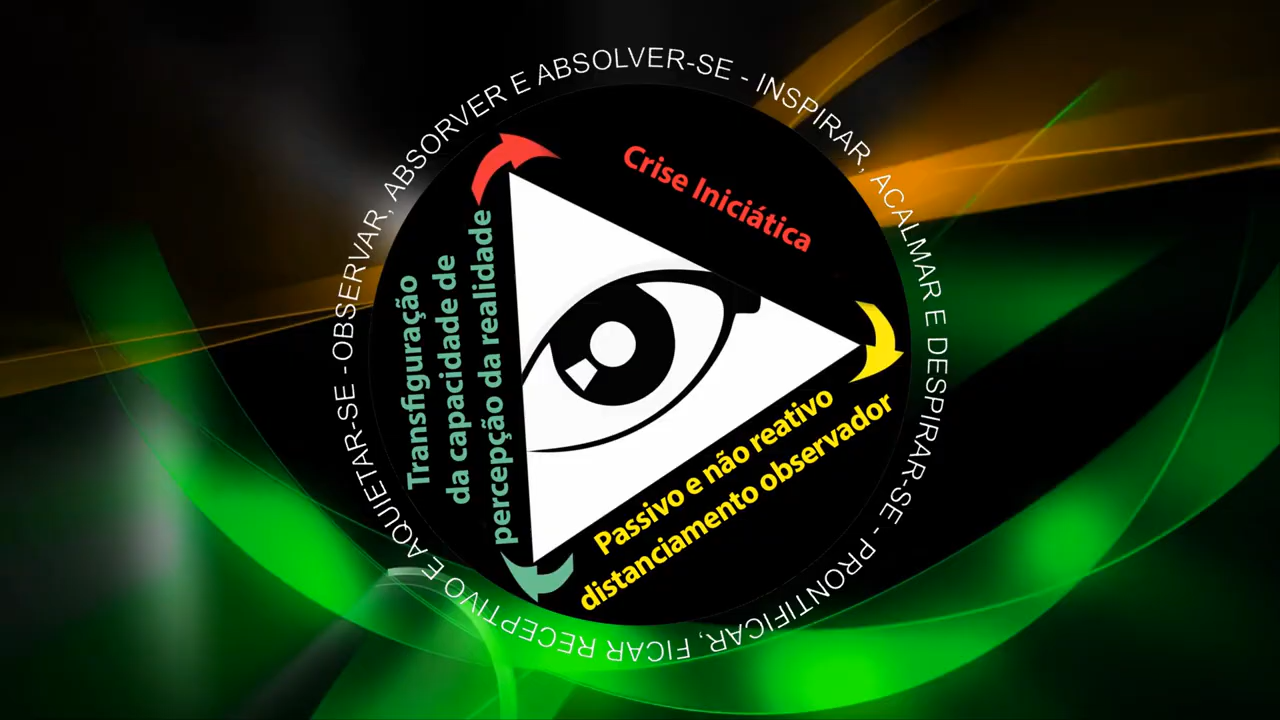 OBSERVAR, ABSORVER E ABSOLVER-SE - INSPIRAR, ACALMAR E DESPIRAR-SE - PRONTIFICAR, FICAR RECEPTIVO E AQUIETAR-SE -
Crise Iniciática
Passivo e não reativo
distanciamento observador
Transfiguração
da capacidade de
percepção da realidade